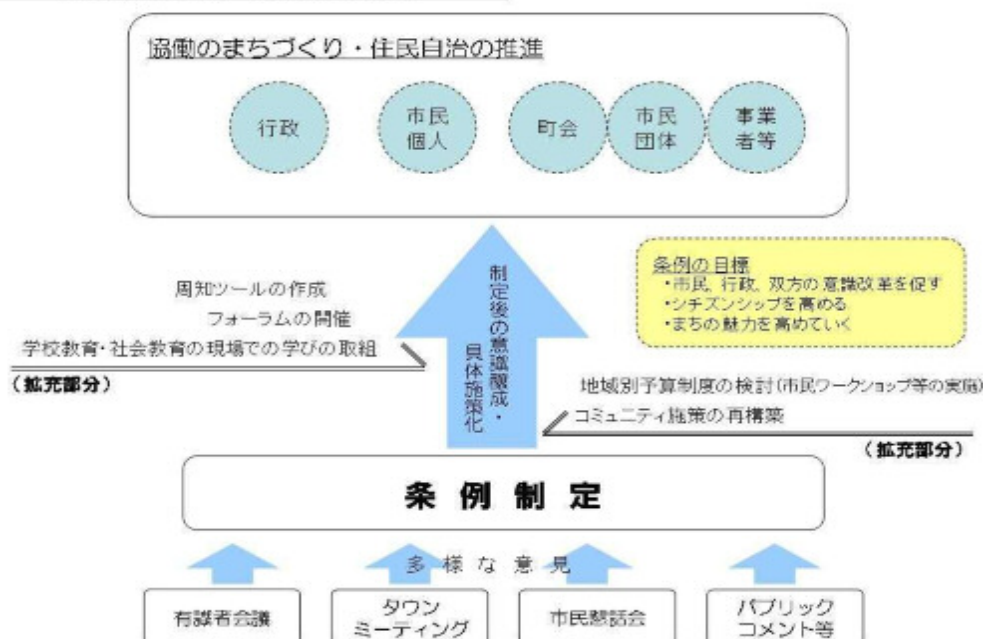 協働のまちづくり・住民自治の推進
行政
市民
個人
町会
市民
団体
事業
者等
制定後の意識醸成・
具体施策化
条例の目標
・市民、行政、双方の意識改革を促す
・シチズンシップを高める
・まちの魅力を高めていく
周知ツールの作成
フォーラムの開催
学校教育・社会教育の現場での学びの取組
(拡充部分)
地域別予算制度の検討(市民ワークショップ等の実施)
コミュニティ施策の再構築
(拡充部分)
条例制定
多様な意見
有識者会議
タウン
ミーティング
市民懇話会
パブリック
コメント等